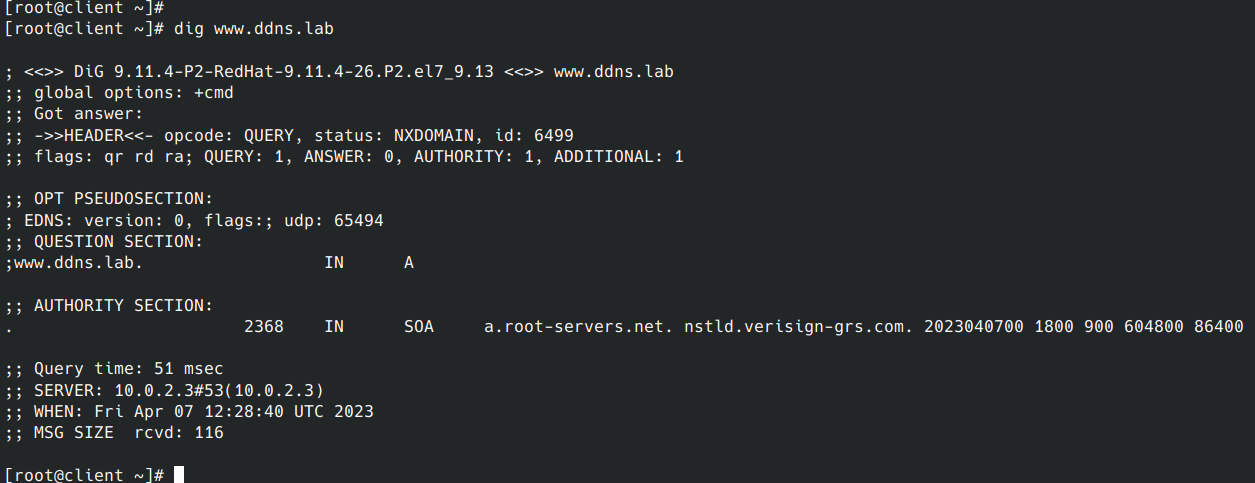 [root@client ~]#
[root@client ~]# dig www.ddns.lab

; <<>> DiG 9.11.4-P2-RedHat-9.11.4-26.P2.el7_9.13 <<>> www.ddns.lab
;; global options: +cmd
;; Got answer:
;; ->>HEADER<<- opcode: QUERY, status: NXDOMAIN, id: 6499
;; flags: qr rd ra; QUERY: 1, ANSWER: 0, AUTHORITY: 1, ADDITIONAL: 1

;; OPT PSEUDOSECTION:
; EDNS: version: 0, flags:; udp: 65494
;; QUESTION SECTION:
;www.ddns.lab.                  IN      A

;; AUTHORITY SECTION:
.                       2368    IN      SOA     a.root-servers.net. nstld.verisign-grs.com. 2023040700 1800 900 604800 86400

;; Query time: 51 msec
;; SERVER: 10.0.2.3#53(10.0.2.3)
;; WHEN: Fri Apr 07 12:28:40 UTC 2023
;; MSG SIZE  rcvd: 116

[root@client ~]#